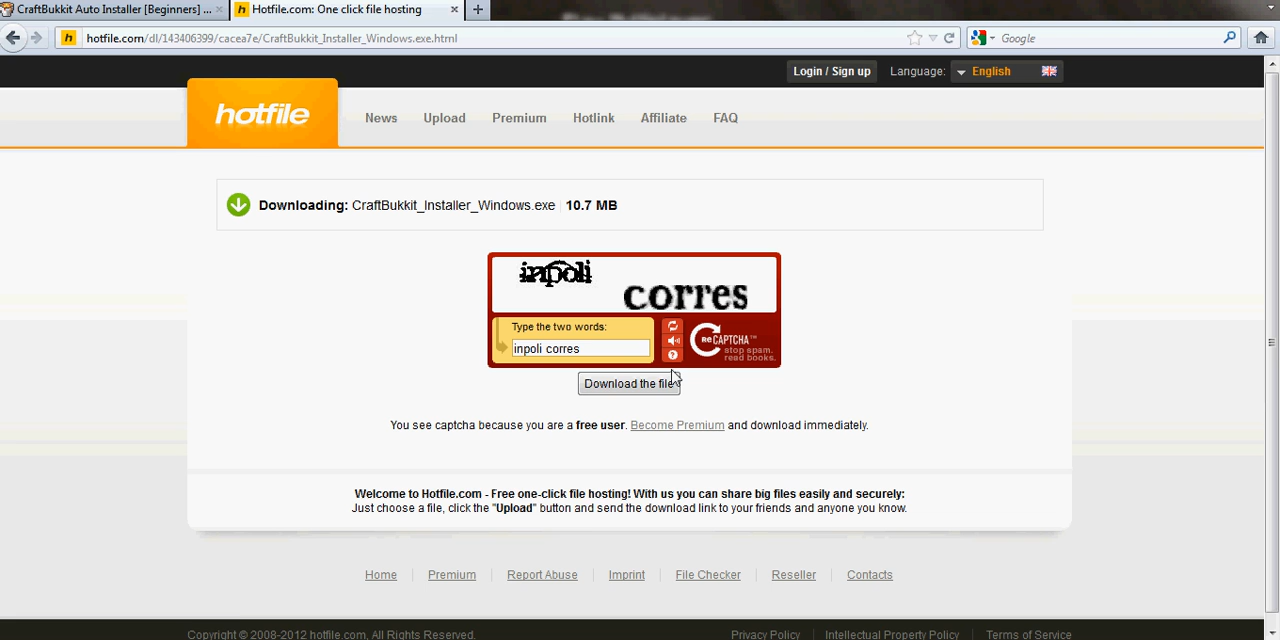 CraftBukkit Auto Installer [Beginners] ...
Hotfile.com: One click file hosting
hotfile.com/dl/143406399/cacea7e/CraftBukkit_Installer_Windows.exe.html
Google
Login / Sign up
Language:
English
hotfile
News
Upload
Premium
Hotlink
Affiliate
FAQ
Downloading: CraftBukkit_Installer_Windows.exe | 10.7 MB
inpoli
corres
Type the two words:
inpoli corres
reCAPTCHA™
stop spam.
read books.
Download the file
You see captcha because you are a free user. Become Premium and download immediately.
Welcome to Hotfile.com - Free one-click file hosting! With us you can share big files easily and securely:
Just choose a file, click the "Upload" button and send the download link to your friends and anyone you know.
Home
Premium
Report Abuse
Imprint
File Checker
Reseller
Contacts
Copyright © 2008-2012 hotfile.com, All Rights Reserved.
Privacy Policy
Intellectual Property Policy
Terms of Service